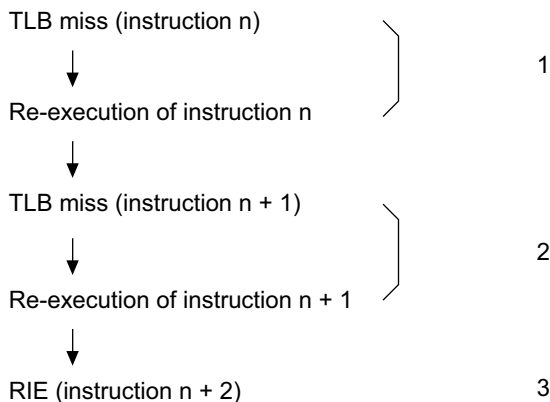 TLB miss (instruction n)
1
Re-execution of instruction n
TLB miss (instruction n + 1)
2
Re-execution of instruction n + 1
RIE (instruction n + 2)
3